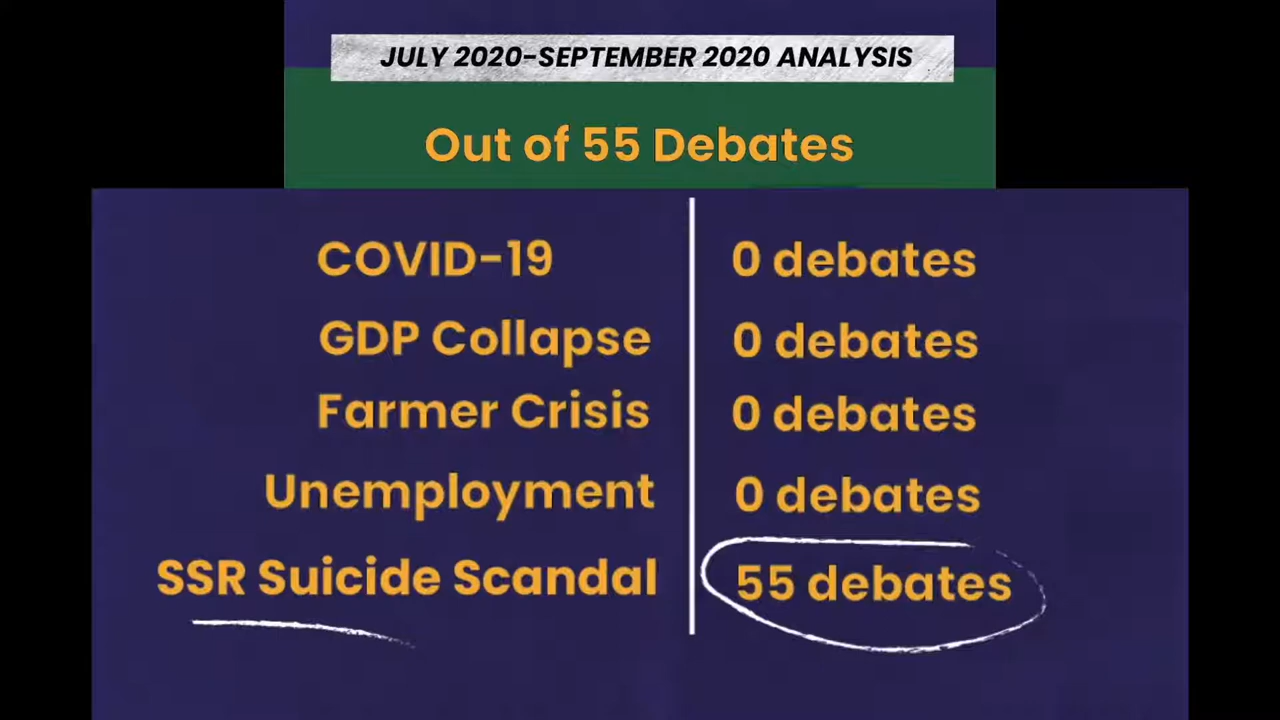 JULY 2020-SEPTEMBER 2020 ANALYSIS
Out of 55 Debates
COVID-19 0 debates
GDP Collapse 0 debates
Farmer Crisis 0 debates
Unemployment 0 debates
SSR Suicide Scandal 55 debates